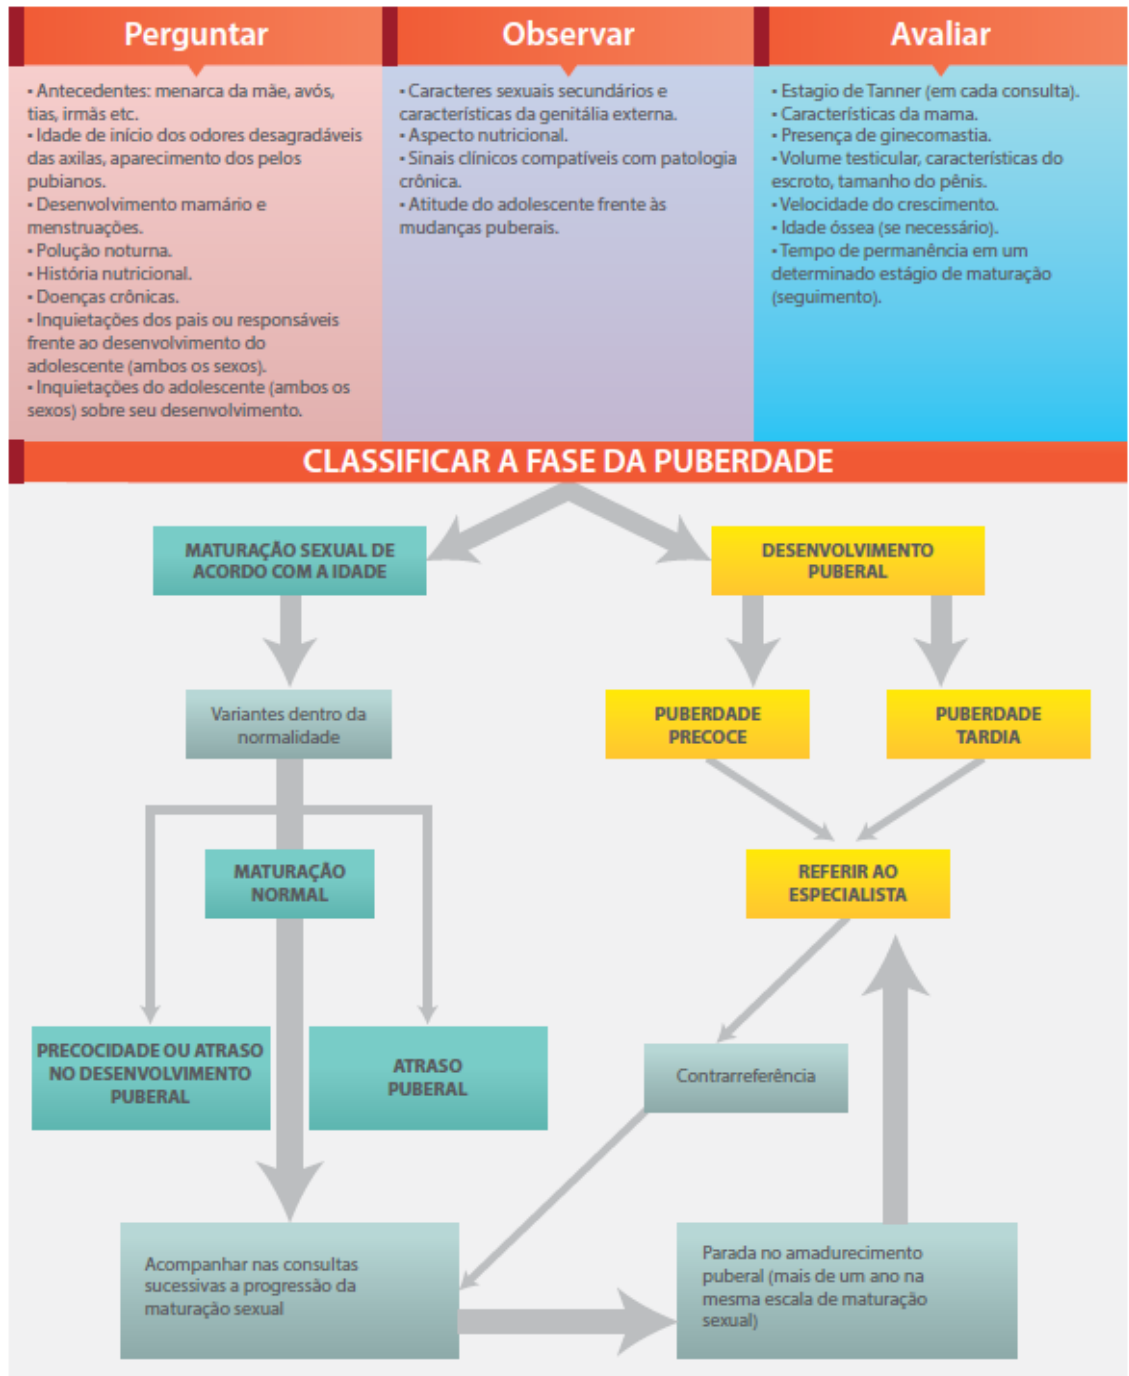 Perguntar
▪ Antecedentes: menarca da mãe, avós,
tias, irmãs etc.
▪ Idade de início dos odores desagradáveis
das axilas, aparecimento dos pelos
pubianos.
▪ Desenvolvimento mamário e
menstruações.
▪ Polução noturna.
▪ História nutricional.
▪ Doenças crônicas.
▪ Inquietações dos pais ou responsáveis
frente ao desenvolvimento do
adolescente (ambos os sexos).
▪ Inquietações do adolescente (ambos os
sexos) sobre seu desenvolvimento.
Observar
▪ Caracteres sexuais secundários e
características da genitália externa.
▪ Aspecto nutricional.
▪ Sinais clínicos compatíveis com patologia
crônica.
▪ Atitude do adolescente frente às
mudanças puberais.
Avaliar
▪ Estagio de Tanner (em cada consulta).
▪ Características da mama.
▪ Presença de ginecomastia.
▪ Volume testicular, características do
escroto, tamanho do pênis.
▪ Velocidade do crescimento.
▪ Idade óssea (se necessário).
▪ Tempo de permanência em um
determinado estágio de maturação
(seguimento).
CLASSIFICAR A FASE DA PUBERDADE
MATURAÇÃO SEXUAL DE
ACORDO COM A IDADE
DESENVOLVIMENTO
PUBERAL
Variantes dentro da
normalidade
PUBERDADE
PRECOCE
PUBERDADE
TARDIA
MATURAÇÃO
NORMAL
REFERIR AO
ESPECIALISTA
PRECOCIDADE OU ATRASO
NO DESENVOLVIMENTO
PUBERAL
ATRASO
PUBERAL
Contrarreferência
Acompanhar nas consultas
sucessivas a progressão da
maturação sexual
Parada no amadurecimento
puberal (mais de um ano na
mesma escala de maturação
sexual)